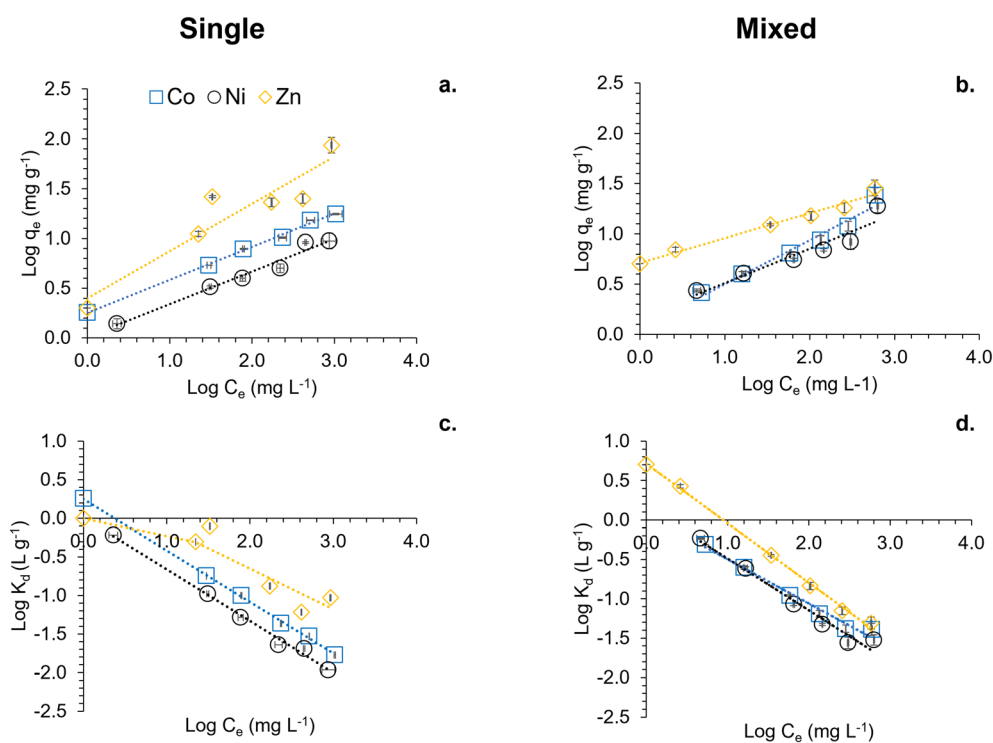 Single
Mixed
a.
Co Ni Zn
2.5
2.0
1.5
1.0
0.5
0.0
Log qe (mg g-1)
0.0 1.0 2.0 3.0 4.0
Log Ce (mg L-1)
b.
2.5
2.0
1.5
1.0
0.5
0.0
Log qe (mg g-1)
0.0 1.0 2.0 3.0 4.0
Log Ce (mg L-1)
c.
1.0
0.5
0.0
-0.5
-1.0
-1.5
-2.0
-2.5
Log Kd (L g-1)
0.0 1.0 2.0 3.0 4.0
Log Ce (mg L-1)
d.
1.0
0.5
0.0
-0.5
-1.0
-1.5
-2.0
-2.5
Log Kd (L g-1)
0.0 1.0 2.0 3.0 4.0
Log Ce (mg L-1)